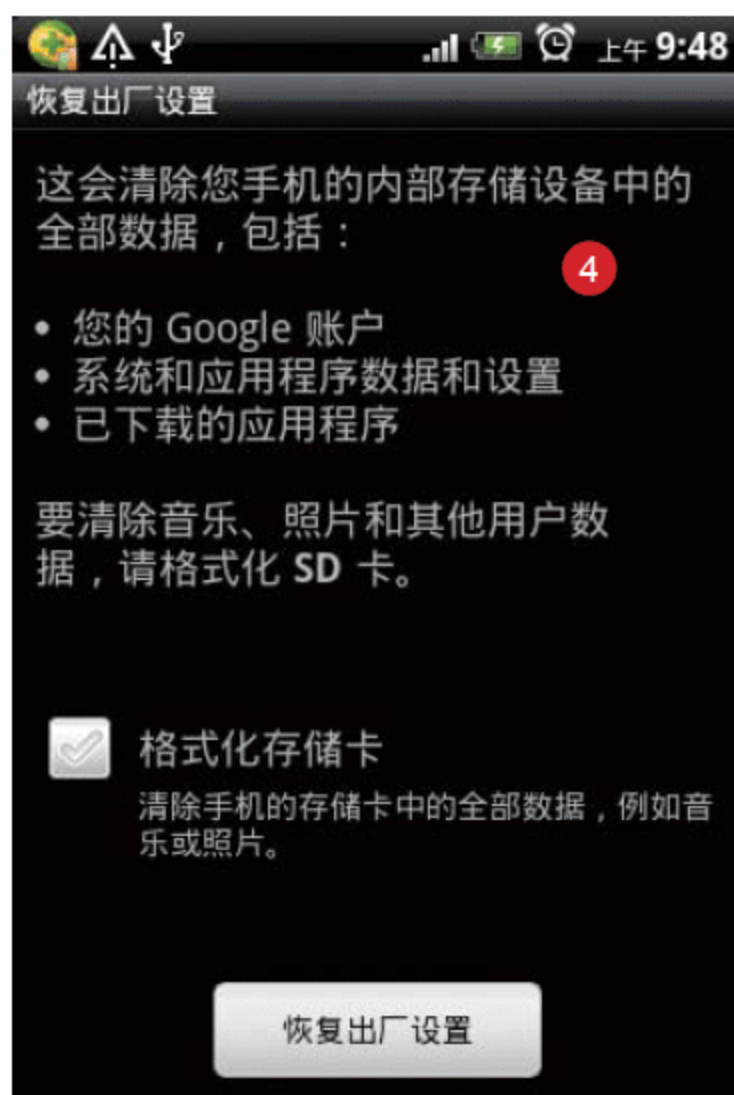 上午 9:48
恢复出厂设置
这会清除您手机的内部存储设备中的
全部数据，包括：
4
• 您的 Google 账户
• 系统和应用程序数据和设置
• 已下载的应用程序
要清除音乐、照片和其他用户数
据，请格式化 SD 卡。
格式化存储卡
清除手机的存储卡中的全部数据，例如音
乐或照片。
恢复出厂设置